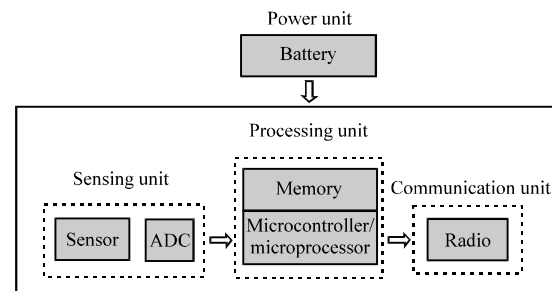 Power unit
Battery
Processing unit
Sensing unit
Sensor
ADC
Memory
Microcontroller/
microprocessor
Communication unit
Radio